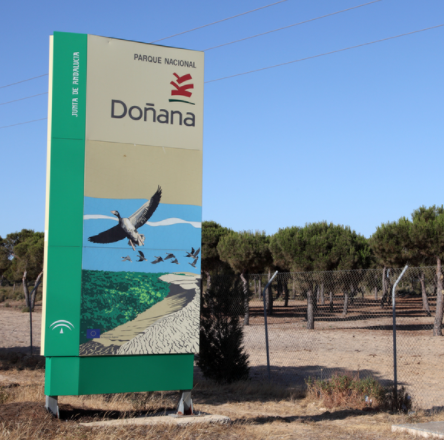 JUNTA DE ANDALUCIA
PARQUE NACIONAL
Doñana